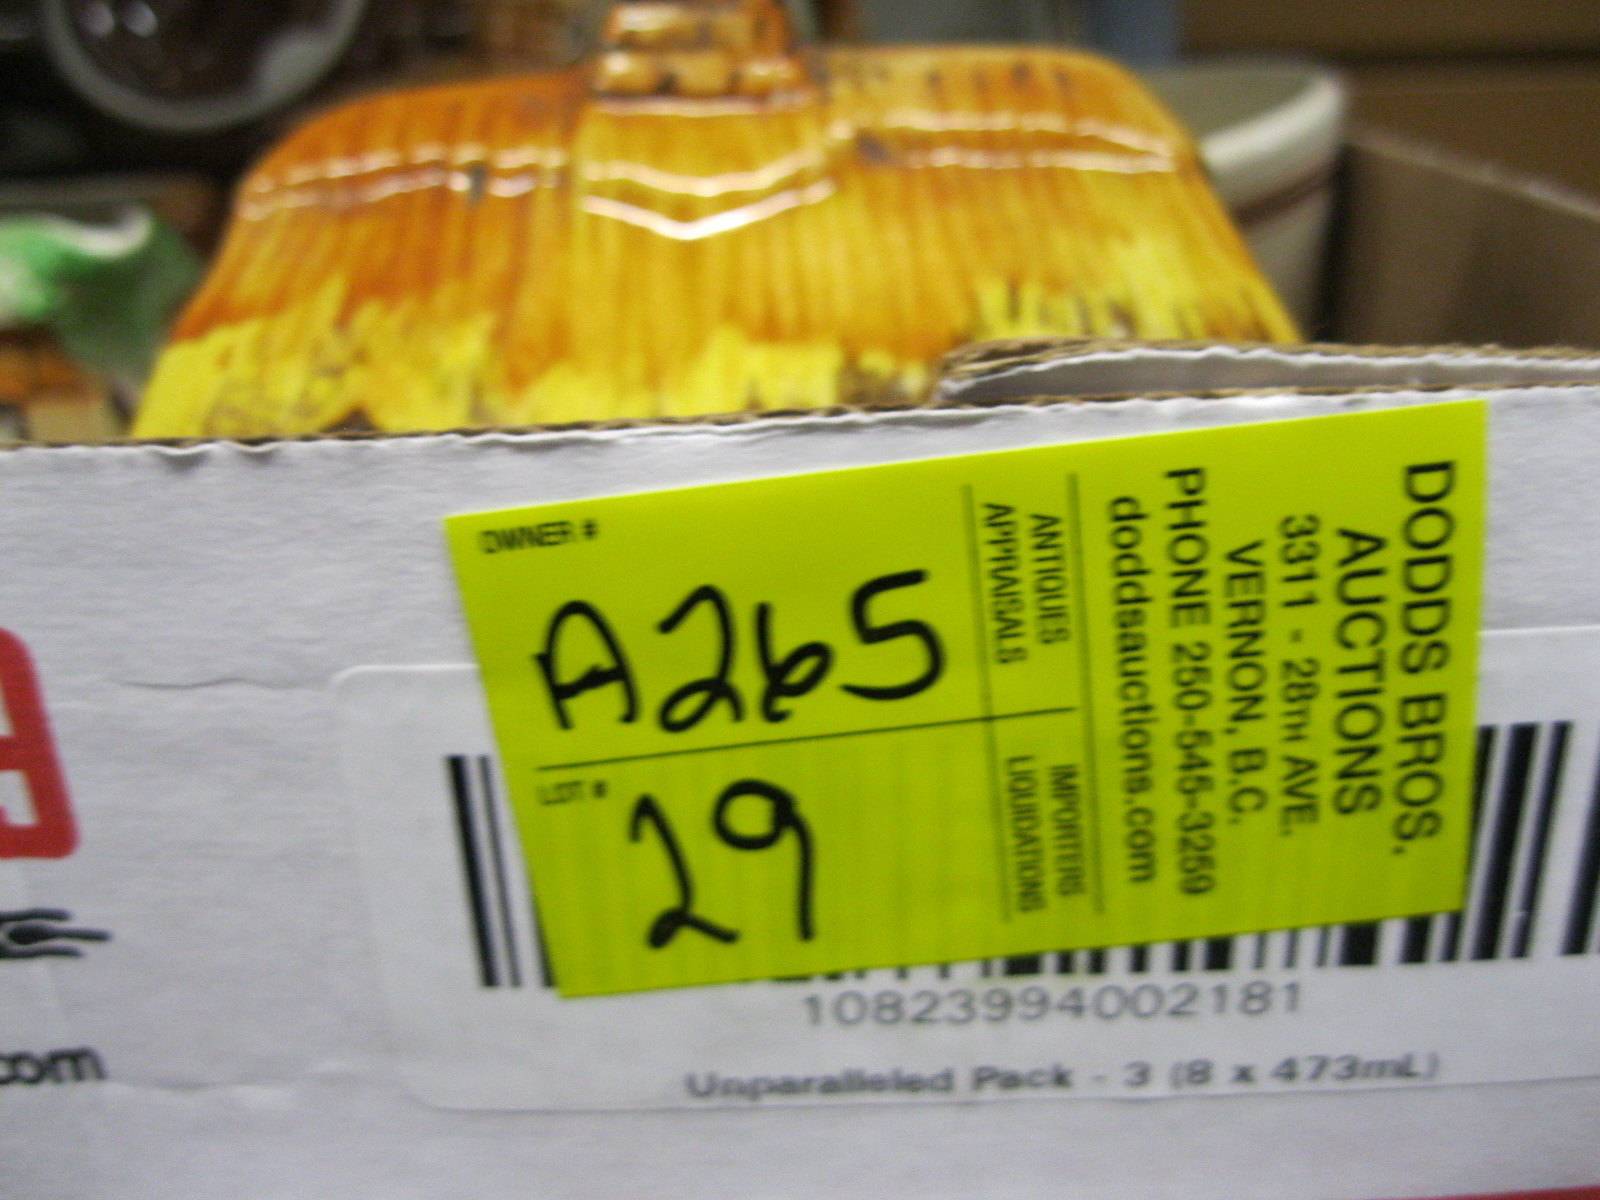 OWNER #
A265
LOT #
29
ANTIQUES
APPRAISALS
IMPORTERS
LIQUIDATIONS
DODDS BROS.
AUCTIONS
3311 - 28TH AVE.
VERNON, B.C.
PHONE 250-545-3259
doddsauctions.com
10823994002181
Unparalleled Pack - 3 (8 x 473mL)
com